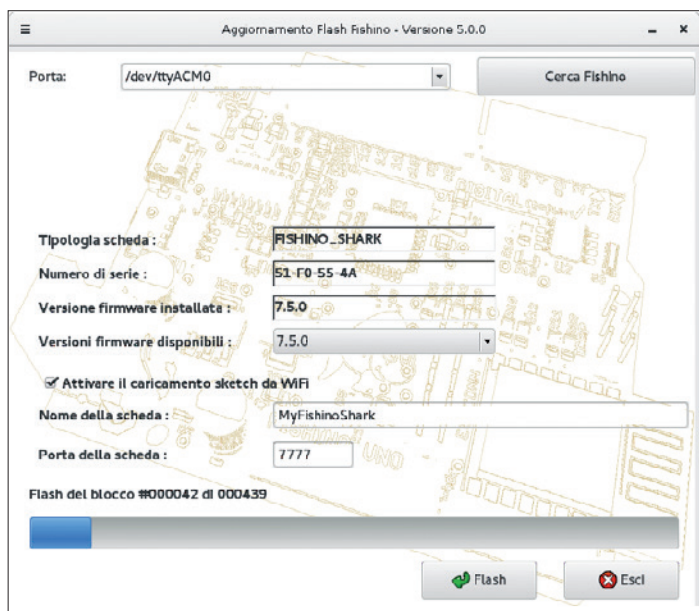 Aggiornamento Flash Fishino - Versione 5.0.0
Porta: /dev/ttyACM0 Cerca Fishino
Tipologia scheda : FISHINO_SHARK
Numero di serie : 51-F0-55-4A
Versione firmware installata : 7.5.0
Versioni firmware disponibili : 7.5.0
Attivare il caricamento sketch da WiFi
Nome della scheda : MyFishinoShark
Porta della scheda : 7777
Flash del blocco #000042 di 000439
Flash Esci